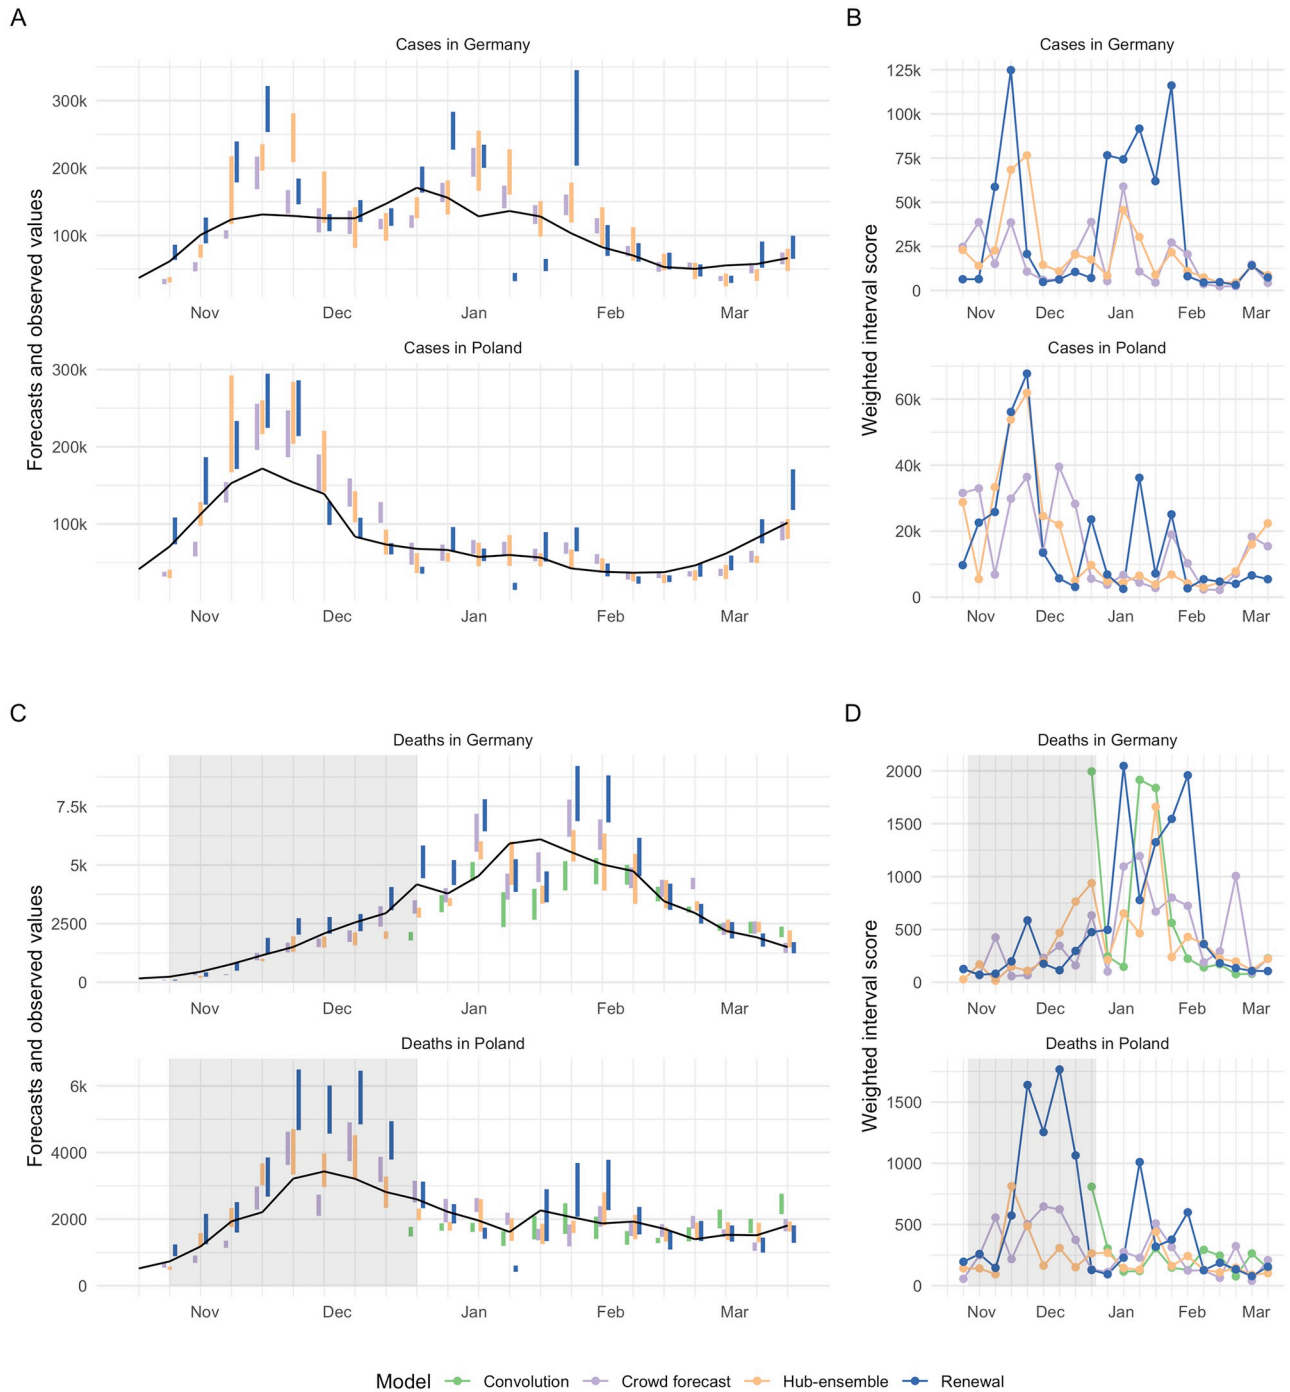 A
Cases in Germany
Forecasts and observed values
300k
200k
100k
Nov Dec Jan Feb Mar
Cases in Poland
300k
200k
100k
Nov Dec Jan Feb Mar
B
Cases in Germany
Weighted interval score
125k
100k
75k
50k
25k
0
Nov Dec Jan Feb Mar
Cases in Poland
60k
40k
20k
0
Nov Dec Jan Feb Mar
C
Deaths in Germany
Forecasts and observed values
7.5k
5k
2500
0
Nov Dec Jan Feb Mar
Deaths in Poland
6k
4000
2000
0
Nov Dec Jan Feb Mar
D
Deaths in Germany
Weighted interval score
2000
1500
1000
500
0
Nov Dec Jan Feb Mar
Deaths in Poland
1500
1000
500
0
Nov Dec Jan Feb Mar
Model Convolution Crowd forecast Hub-ensemble Renewal